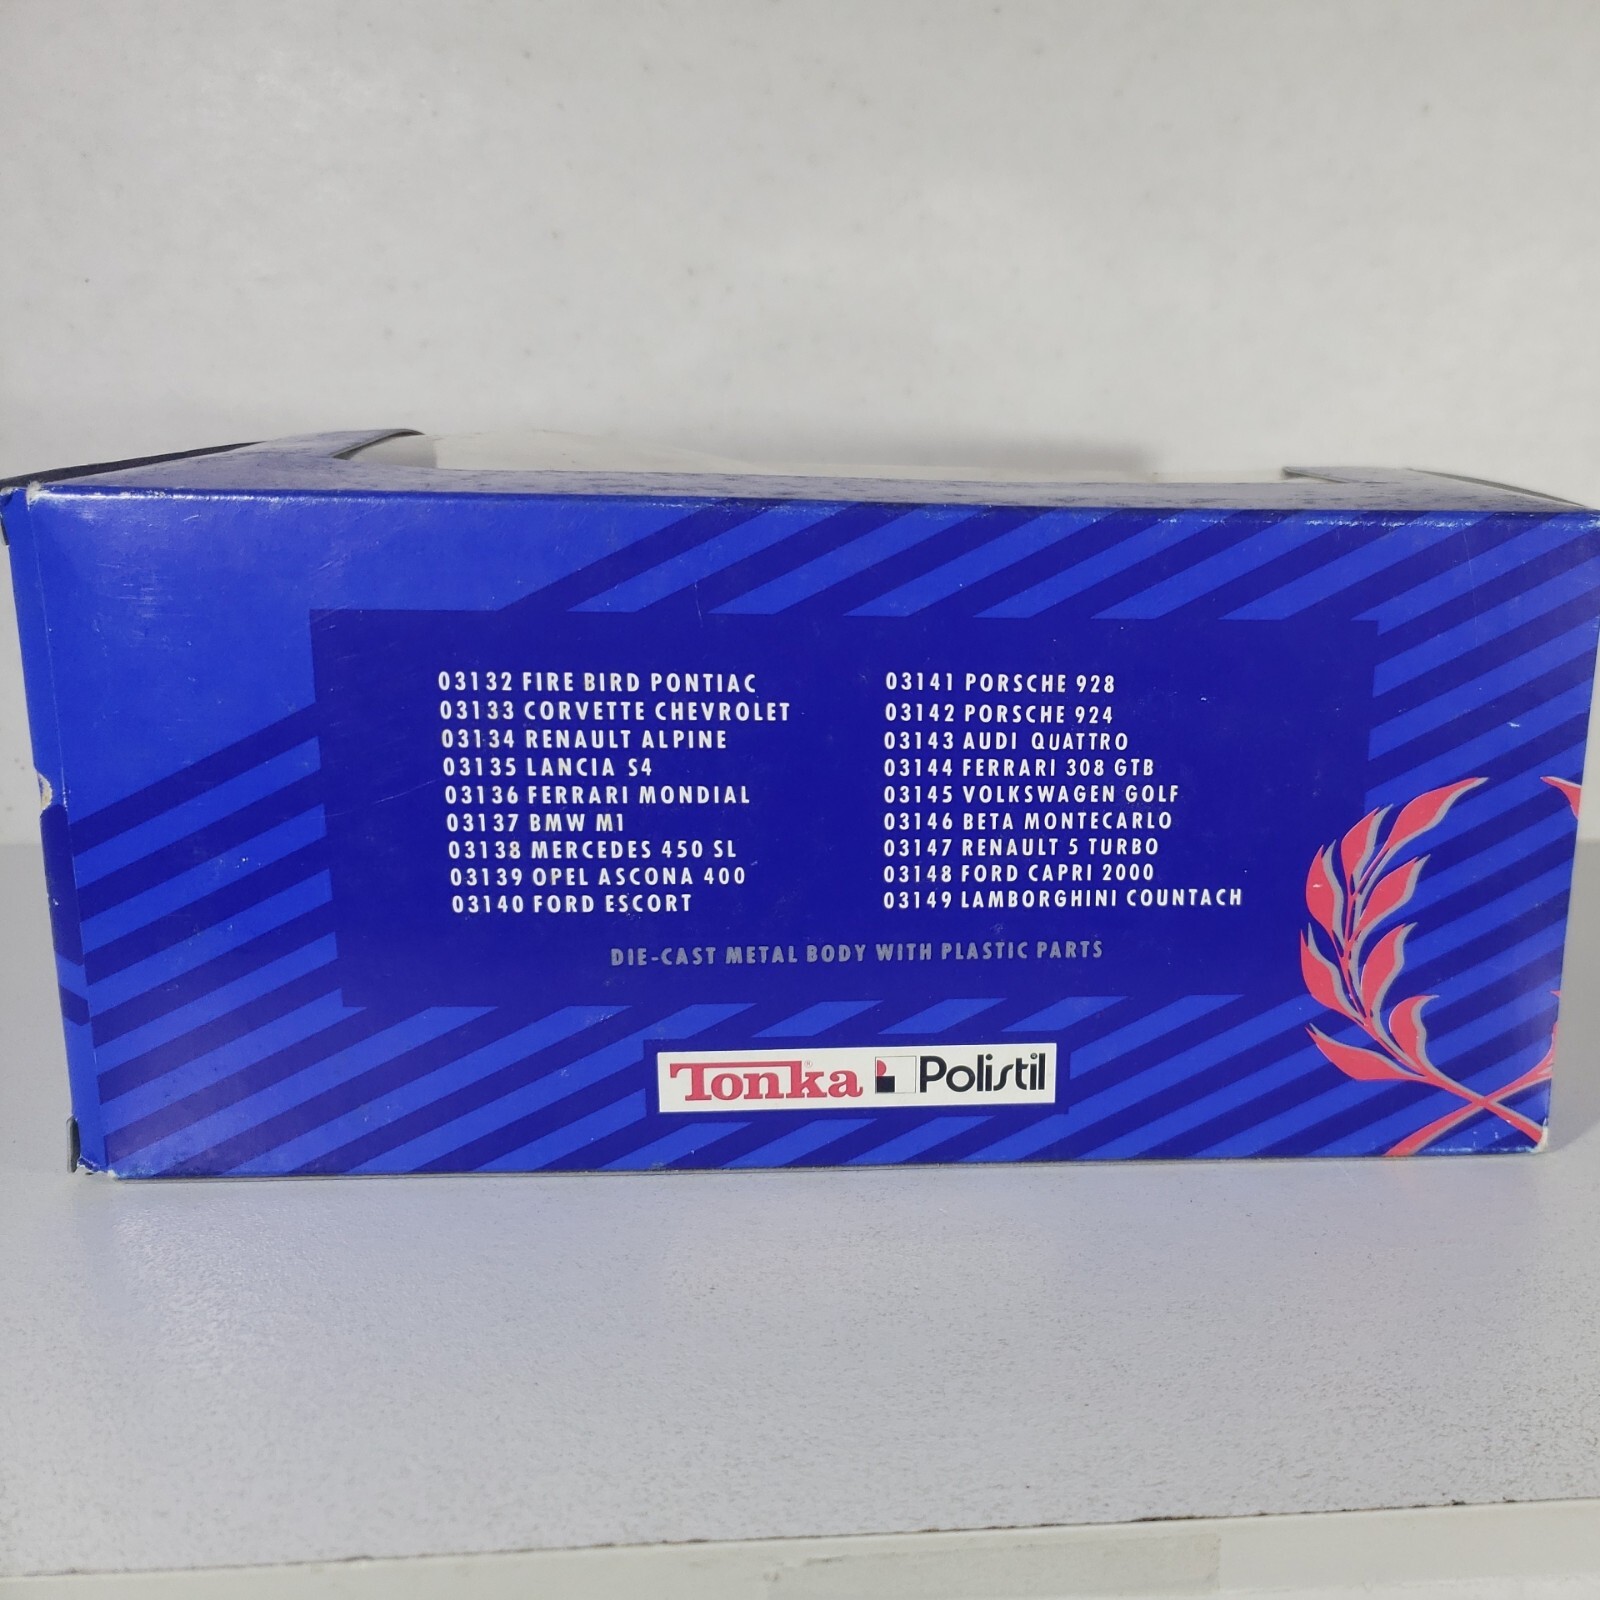 03132 FIRE BIRD PONTIAC
03133 CORVETTE CHEVROLET
03134 RENAULT ALPINE
03135 LANCIA S4
03136 FERRARI MONDIAL
03137 BMW M1
03138 MERCEDES 450 SL
03139 OPEL ASCONA 400
03140 FORD ESCORT
03141 PORSCHE 928
03142 PORSCHE 924
03143 AUDI QUATTRO
03144 FERRARI 308 GTB
03145 VOLKSWAGEN GOLF
03146 BETA MONTECARLO
03147 RENAULT 5 TURBO
03148 FORD CAPRI 2000
03149 LAMBORGHINI COUNTACH
DIE-CAST METAL BODY WITH PLASTIC PARTS
Tonka® Polistil